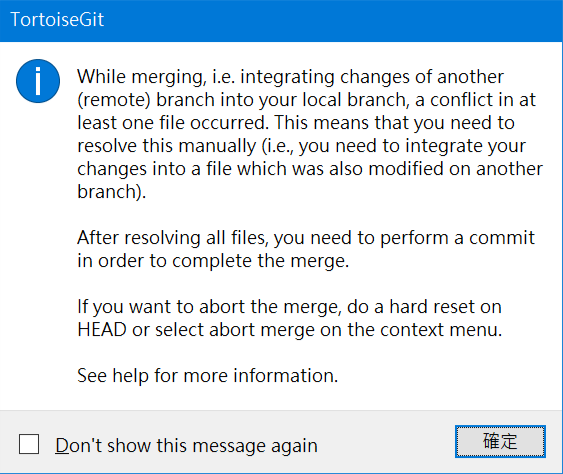 TortoiseGit
While merging, i.e. integrating changes of another
(remote) branch into your local branch, a conflict in at
least one file occurred. This means that you need to
resolve this manually (i.e., you need to integrate your
changes into a file which was also modified on another
branch).
After resolving all files, you need to perform a commit
in order to complete the merge.
If you want to abort the merge, do a hard reset on
HEAD or select abort merge on the context menu.
See help for more information.
Don't show this message again
確定